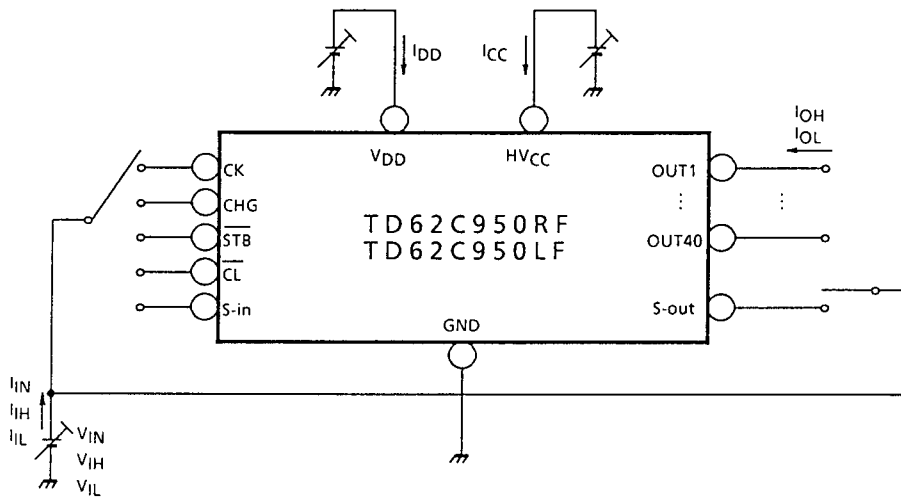 IDD
ICC
VDD
HVCC
IOH
IOL
CK
CHG
STB
CL
S-in
TD62C950RF
TD62C950LF
OUT1
⋮ ⋮
OUT40
S-out
GND
IIN
IIH
IIL
VIN
VIH
VIL